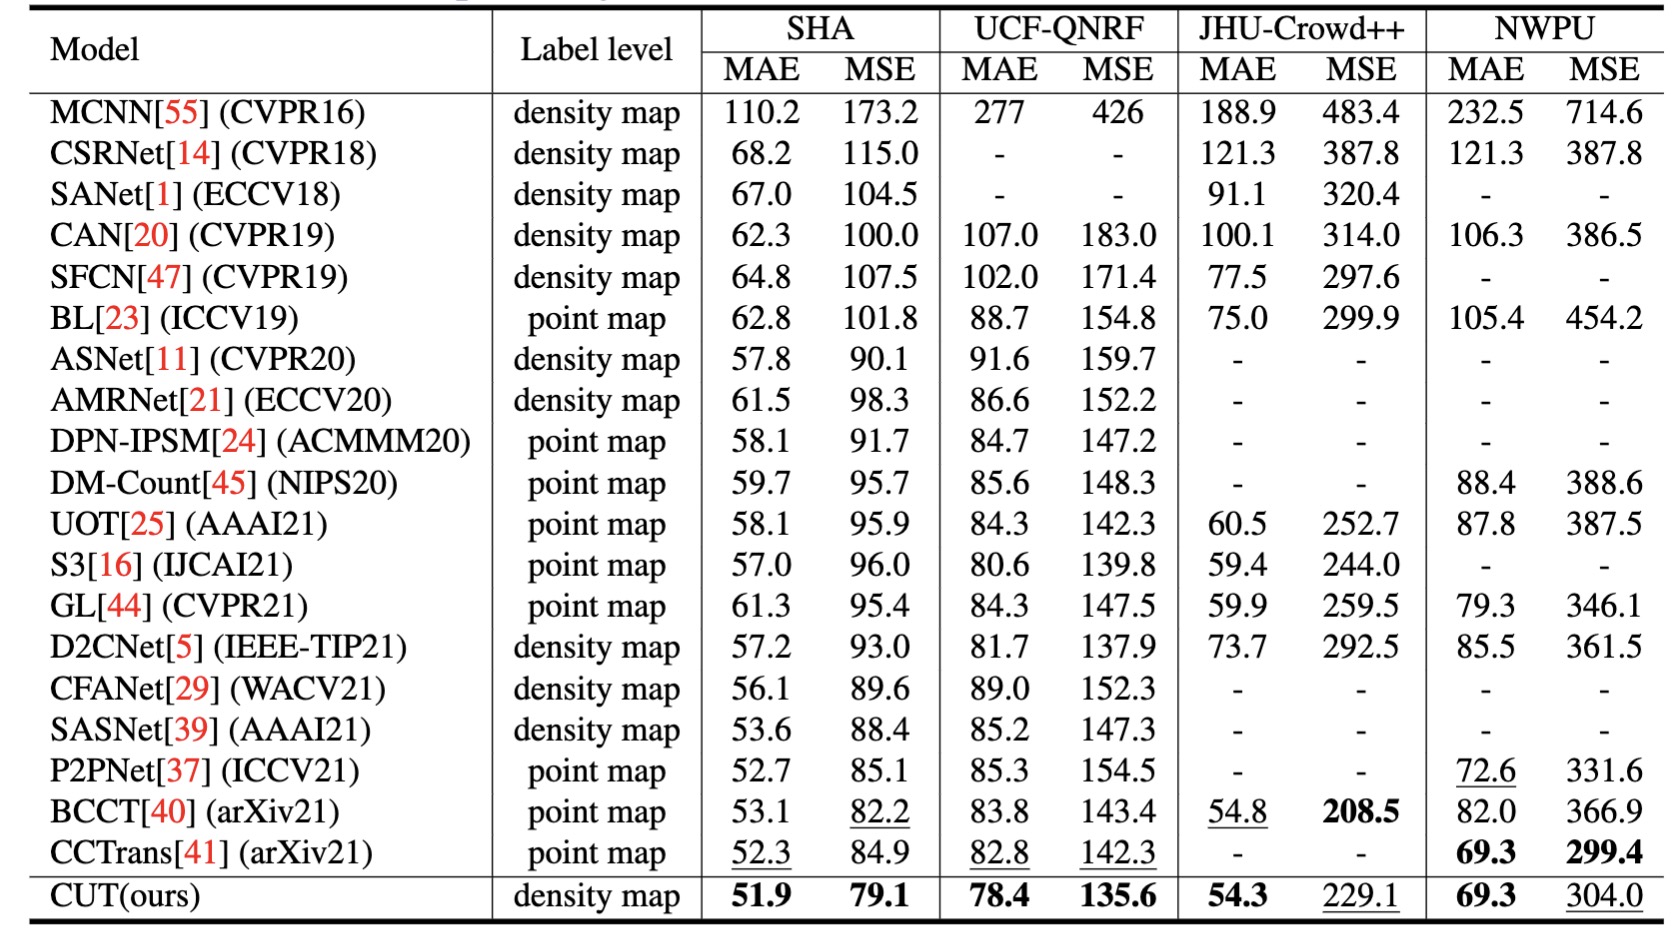 SHA UCF-QNRF JHU-Crowd++ NWPU
Model Label level
MAE MSE MAE MSE MAE MSE MAE MSE
MCNN[55] (CVPR16) density map 110.2 173.2 277 426 188.9 483.4 232.5 714.6
CSRNet[14] (CVPR18) density map 68.2 115.0 - - 121.3 387.8 121.3 387.8
SANet[1] (ECCV18) density map 67.0 104.5 - - 91.1 320.4 - -
CAN[20] (CVPR19) density map 62.3 100.0 107.0 183.0 100.1 314.0 106.3 386.5
SFCN[47] (CVPR19) density map 64.8 107.5 102.0 171.4 77.5 297.6 - -
BL[23] (ICCV19) point map 62.8 101.8 88.7 154.8 75.0 299.9 105.4 454.2
ASNet[11] (CVPR20) density map 57.8 90.1 91.6 159.7 - - - -
AMRNet[21] (ECCV20) density map 61.5 98.3 86.6 152.2 - - - -
DPN-IPSM[24] (ACMMM20) point map 58.1 91.7 84.7 147.2 - - - -
DM-Count[45] (NIPS20) point map 59.7 95.7 85.6 148.3 - - 88.4 388.6
UOT[25] (AAAI21) point map 58.1 95.9 84.3 142.3 60.5 252.7 87.8 387.5
S3[16] (IJCAI21) point map 57.0 96.0 80.6 139.8 59.4 244.0 - -
GL[44] (CVPR21) point map 61.3 95.4 84.3 147.5 59.9 259.5 79.3 346.1
D2CNet[5] (IEEE-TIP21) density map 57.2 93.0 81.7 137.9 73.7 292.5 85.5 361.5
CFANet[29] (WACV21) density map 56.1 89.6 89.0 152.3 - - - -
SASNet[39] (AAAI21) density map 53.6 88.4 85.2 147.3 - - - -
P2PNet[37] (ICCV21) point map 52.7 85.1 85.3 154.5 - - 72.6 331.6
BCCT[40] (arXiv21) point map 53.1 82.2 83.8 143.4 54.8 208.5 82.0 366.9
CCTrans[41] (arXiv21) point map 52.3 84.9 82.8 142.3 - - 69.3 299.4
CUT(ours) density map 51.9 79.1 78.4 135.6 54.3 229.1 69.3 304.0